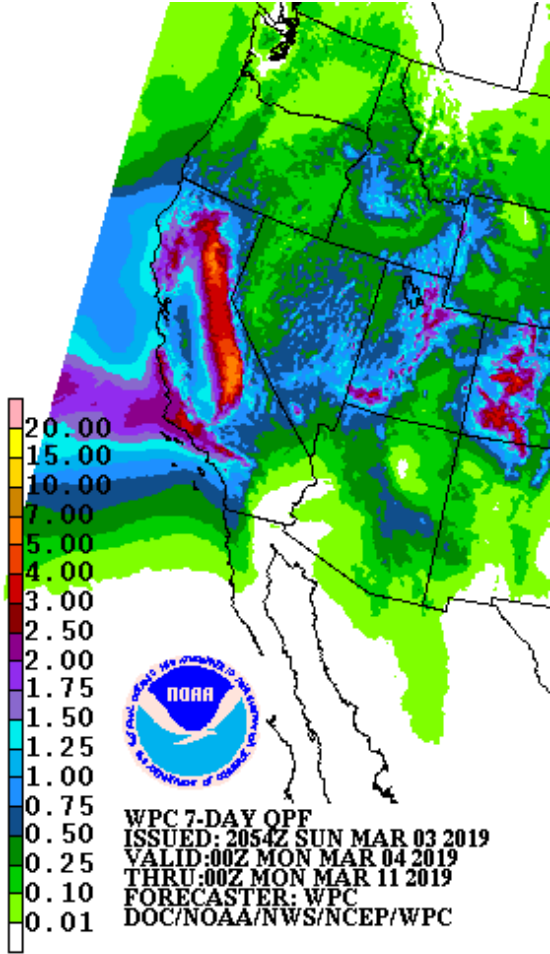 20.00
15.00
10.00
7.00
5.00
4.00
3.00
2.50
2.00
1.75
1.50
1.25
1.00
0.75
0.50
0.25
0.10
0.01
NOAA
WPC 7-DAY QPF
ISSUED: 2054Z SUN MAR 03 2019
VALID:00Z MON MAR 04 2019
THRU:00Z MON MAR 11 2019
FORECASTER: WPC
DOC/NOAA/NWS/NCEP/WPC